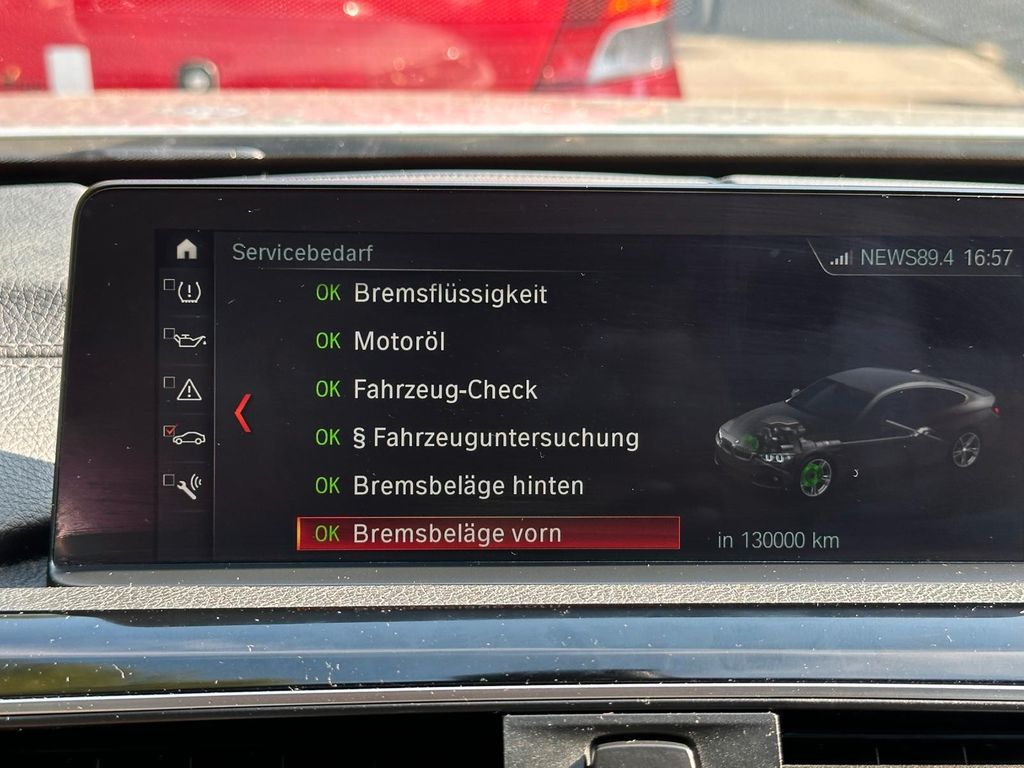 Servicebedarf
NEWS89.4 16:57
OK Bremsflüssigkeit
OK Motoröl
OK Fahrzeug-Check
OK § Fahrzeuguntersuchung
OK Bremsbeläge hinten
OK Bremsbeläge vorn
in 130000 km